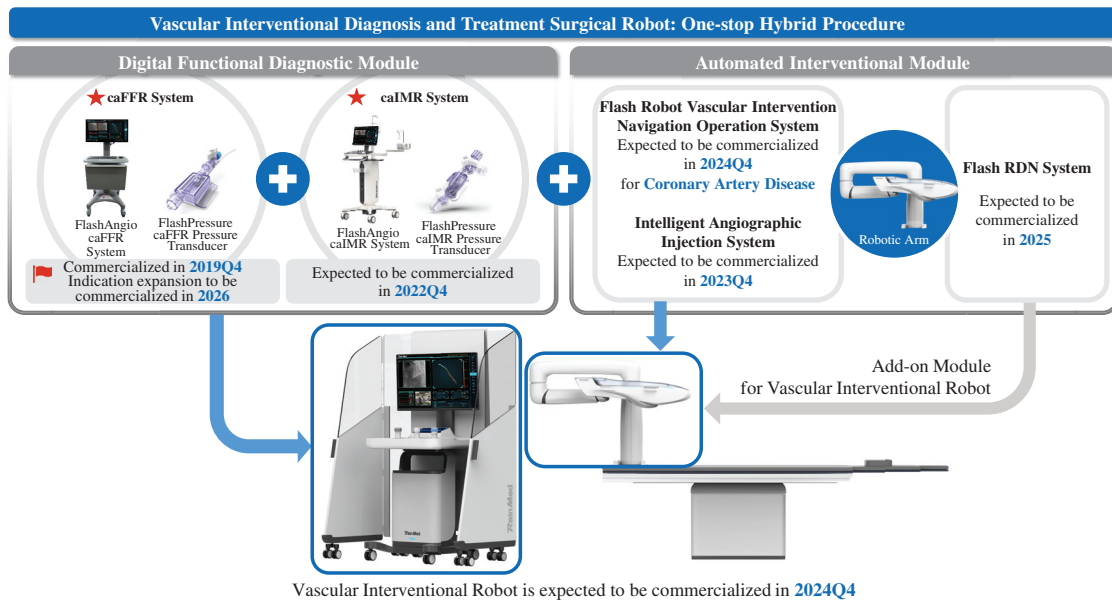 Vascular Interventional Diagnosis and Treatment Surgical Robot: One-stop Hybrid Procedure
Digital Functional Diagnostic Module
caFFR System
caIMR System
FlashAngio
caFFR
System
FlashPressure
caFFR Pressure
Transducer
FlashAngio
caIMR System
FlashPressure
caIMR Pressure
Transducer
Commercialized in 2019Q4
Indication expansion to be
commercialized in 2026
Expected to be commercialized
in 2022Q4
Automated Interventional Module
Flash Robot Vascular Intervention
Navigation Operation System
Expected to be commercialized
in 2024Q4
for Coronary Artery Disease
Intelligent Angiographic
Injection System
Expected to be commercialized
in 2023Q4
Robotic Arm
Flash RDN System
Expected to be
commercialized
in 2025
Add-on Module
for Vascular Interventional Robot
RainMed
RainMed
Vascular Interventional Robot is expected to be commercialized in 2024Q4